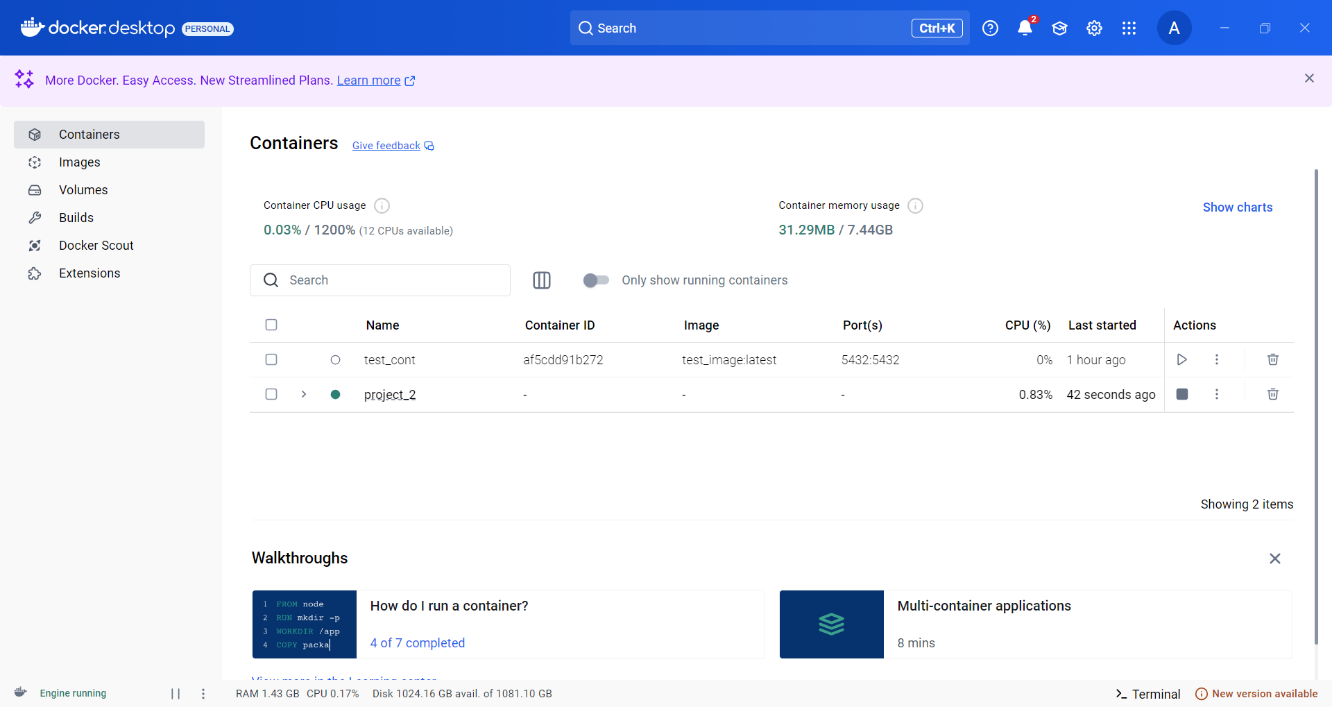 docker.desktop PERSONAL
Search Ctrl+K
2
A
More Docker. Easy Access. New Streamlined Plans. Learn more
Containers
Images
Volumes
Builds
Docker Scout
Extensions
Containers Give feedback
Container CPU usage
0.03% / 1200% (12 CPUs available)
Container memory usage
31.29MB / 7.44GB
Show charts
Search
Only show running containers
Name Container ID Image Port(s) CPU (%) Last started Actions
test_cont af5cdd91b272 test_image:latest 5432:5432 0% 1 hour ago
project_2 - - - 0.83% 42 seconds ago
Showing 2 items
Walkthroughs
1 FROM node
2 RUN mkdir -p
3 WORKDIR /app
4 COPY packa
How do I run a container?
4 of 7 completed
Multi-container applications
8 mins
View more in the Learning center
Engine running
RAM 1.43 GB CPU 0.17% Disk 1024.16 GB avail. of 1081.10 GB
Terminal
New version available